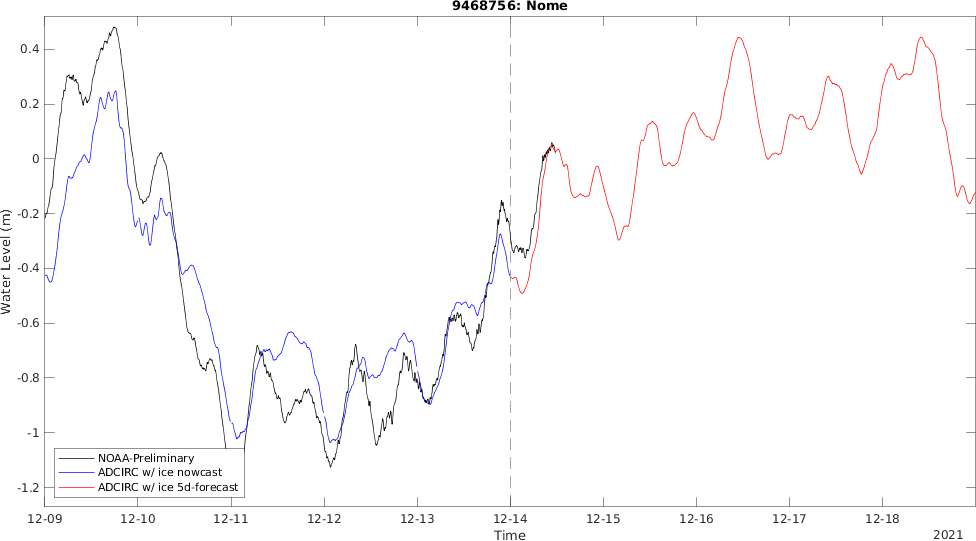 9468756: Nome
0.4
0.2
0
-0.2
-0.4
-0.6
-0.8
-1
-1.2
Water Level (m)
NOAA-Preliminary
ADCIRC w/ ice nowcast
ADCIRC w/ ice 5d-forecast
12-09 12-10 12-11 12-12 12-13 12-14 12-15 12-16 12-17 12-18
Time
2021